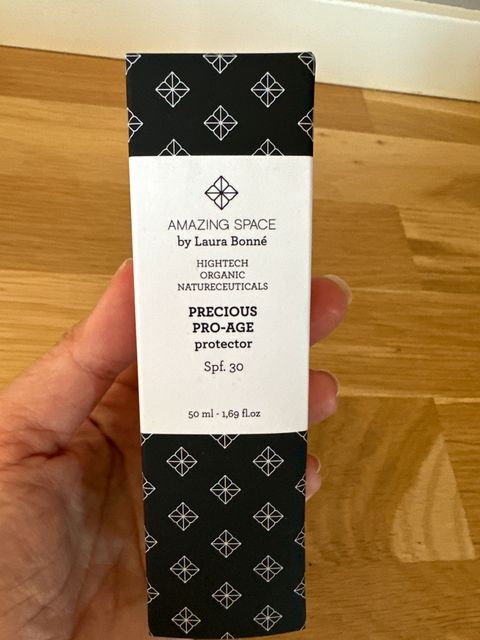 AMAZING SPACE
by Laura Bonné
HIGHTECH
ORGANIC
NATURECEUTICALS
PRECIOUS
PRO-AGE
protector
Spf. 30
50 ml - 1,69 fl.oz